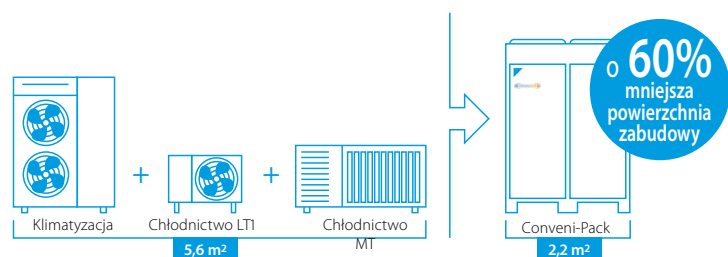 o 60%
mniejsza
powierzchnia
zabudowy
+
+
Klimatyzacja
Chłodnictwo LT1
Chłodnictwo
MT
Conveni-Pack
5,6 m²
2,2 m²